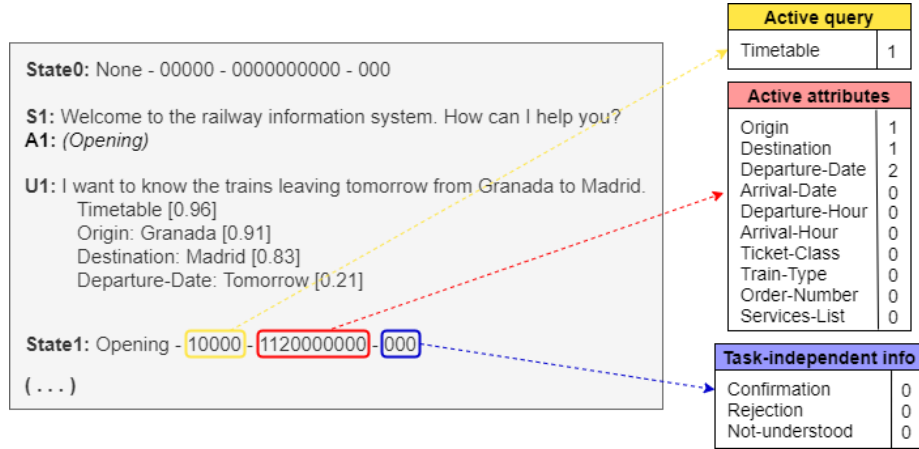 State0: None - 00000 - 0000000000 - 000
S1: Welcome to the railway information system. How can I help you?
A1: (Opening)
U1: I want to know the trains leaving tomorrow from Granada to Madrid.
Timetable [0.96]
Origin: Granada [0.91]
Destination: Madrid [0.83]
Departure-Date: Tomorrow [0.21]
State1: Opening - 10000 - 1120000000 - 000
( . . . )
Active query
Timetable 1
Active attributes
Origin 1
Destination 1
Departure-Date 2
Arrival-Date 0
Departure-Hour 0
Arrival-Hour 0
Ticket-Class 0
Train-Type 0
Order-Number 0
Services-List 0
Task-independent info
Confirmation 0
Rejection 0
Not-understood 0